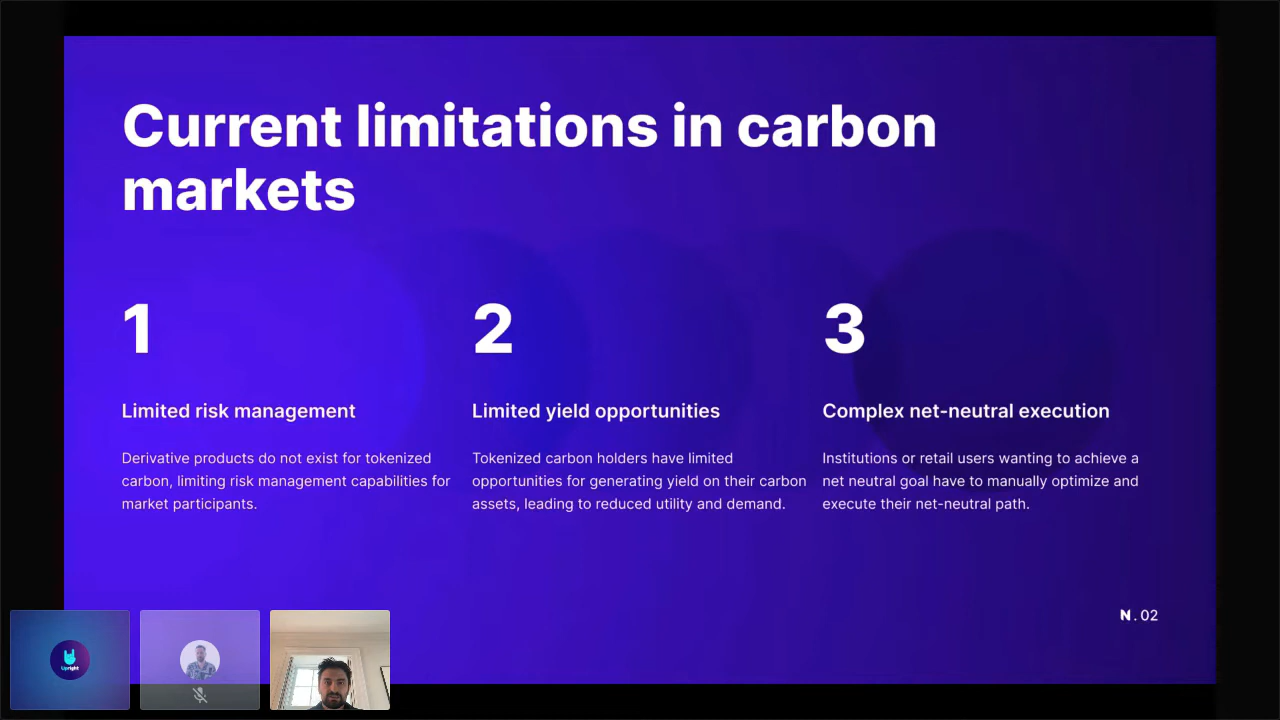 Current limitations in carbon
markets
1
Limited risk management
Derivative products do not exist for tokenized
carbon, limiting risk management capabilities for
market participants.
2
Limited yield opportunities
Tokenized carbon holders have limited
opportunities for generating yield on their carbon
assets, leading to reduced utility and demand.
3
Complex net-neutral execution
Institutions or retail users wanting to achieve a
net neutral goal have to manually optimize and
execute their net-neutral path.
N . 02
Upright